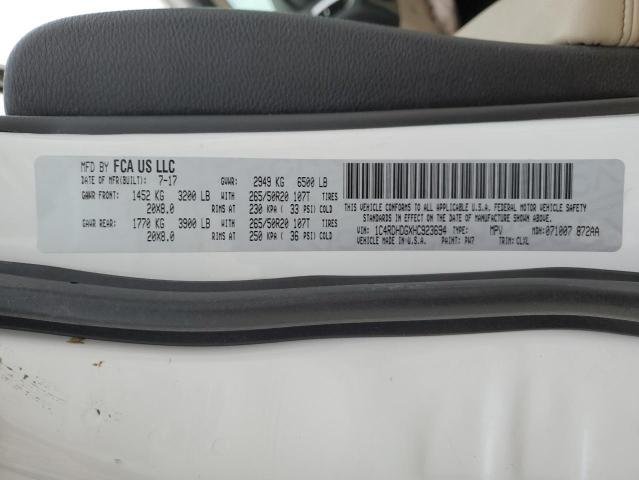 MFD BY FCA US LLC
DATE OF MFR(BUILT): 7-17 GVWR: 2949 KG 6500 LB
GAWR FRONT: 1452 KG 3200 LB WITH 265/50R20 107T TIRES
20X8.0 RIMS AT 230 KPA ( 33 PSI) COLD
GAWR REAR: 1770 KG 3900 LB WITH 265/50R20 107T TIRES
20X8.0 RIMS AT 250 KPA ( 36 PSI) COLD
THIS VEHICLE CONFORMS TO ALL APPLICABLE U.S.A. FEDERAL MOTOR VEHICLE SAFETY
STANDARDS IN EFFECT ON THE DATE OF MANUFACTURE SHOWN ABOVE.
VIN: 1C4RDHDGXHC923694 TYPE: MPV MDH: 071007 872AA
VEHICLE MADE IN U.S.A. PAINT: PW7 TRIM: CLXL